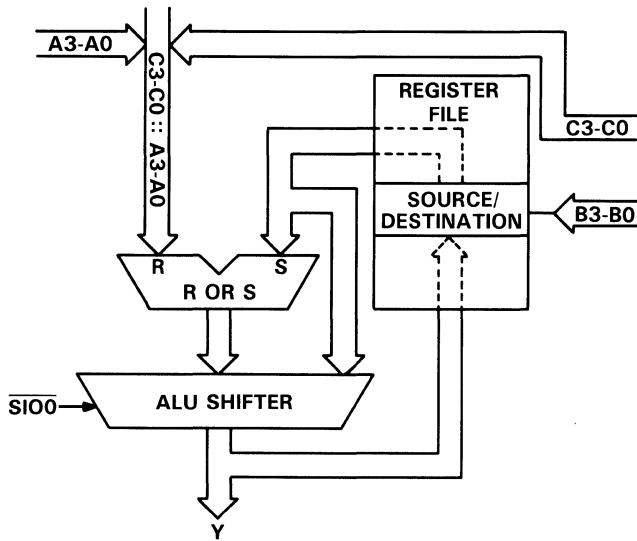 A3-A0
C3-C0 :: A3-A0
REGISTER
FILE
C3-C0
SOURCE/
DESTINATION
B3-B0
R
S
R OR S
ALU SHIFTER
SIO0
Y